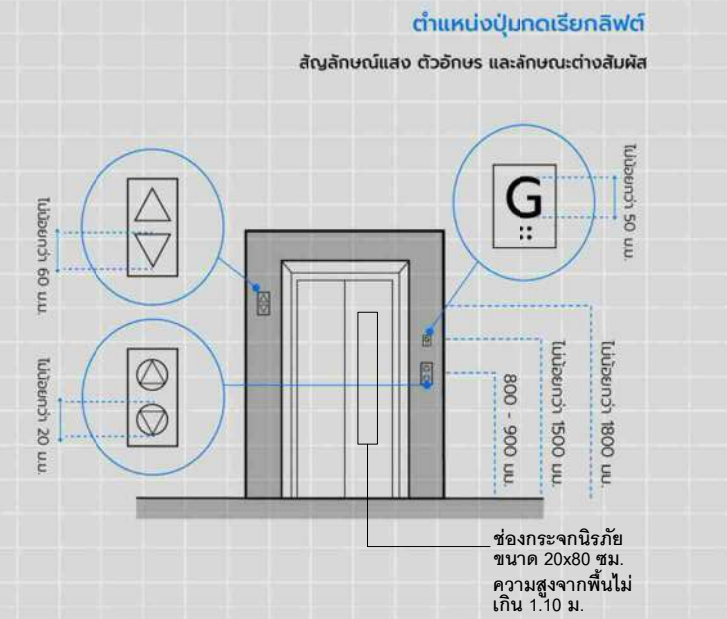 ตำแหน่งปุ่มกดเรียกลิฟต์
สัญลักษณ์แสง ตัวอักษร และลักษณะต่างสัมผัส
ไม่น้อยกว่า 60 มม.
G
ไม่น้อยกว่า 50 มม.
ไม่น้อยกว่า 20 มม.
800 - 900 มม.
ไม่น้อยกว่า 1500 มม.
ไม่น้อยกว่า 1800 มม.
ช่องกระจกนิรภัย
ขนาด 20x80 ซม.
ความสูงจากพื้นไม่
เกิน 1.10 ม.